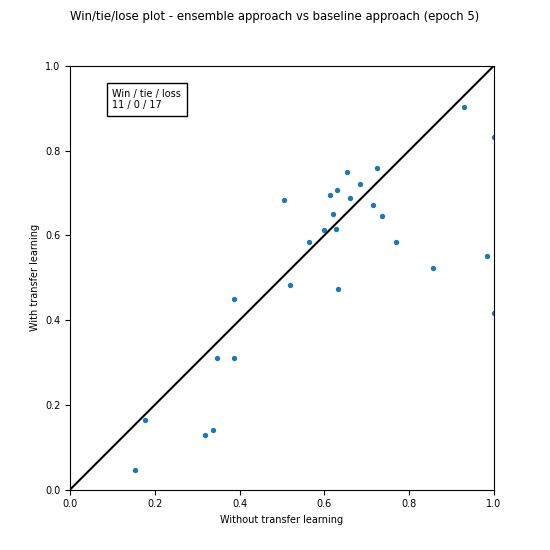 Win/tie/lose plot - ensemble approach vs baseline approach (epoch 5)
1.0
Win / tie / loss
11 / 0 / 17
0.8
0.6
With transfer learning
0.4
0.2
0.0
0.0 0.2 0.4 0.6 0.8 1.0
Without transfer learning